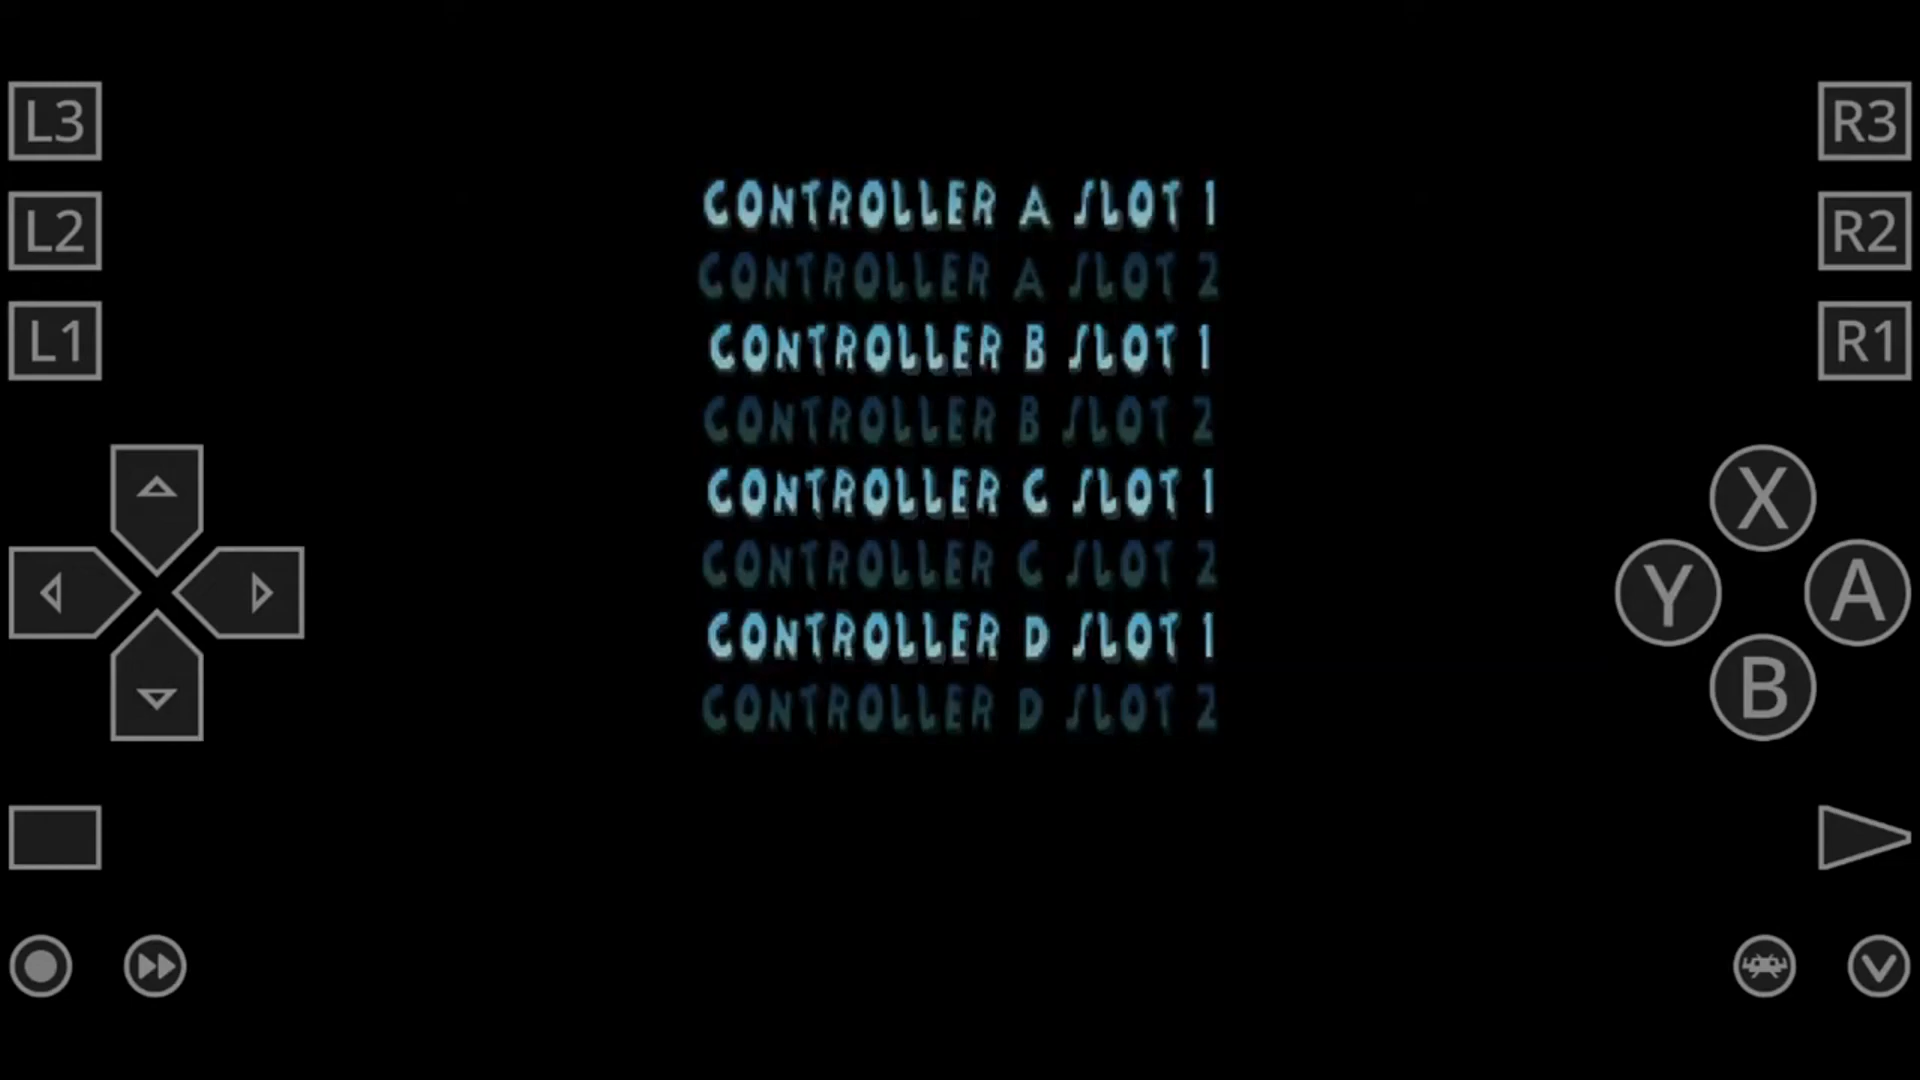 L3
R3
CONTROLLER A SLOT 1
L2
R2
CONTROLLER A SLOT 2
L1
R1
CONTROLLER B SLOT 1
CONTROLLER B SLOT 2
CONTROLLER C SLOT 1
X
CONTROLLER C SLOT 2
Y
A
CONTROLLER D SLOT 1
B
CONTROLLER D SLOT 2